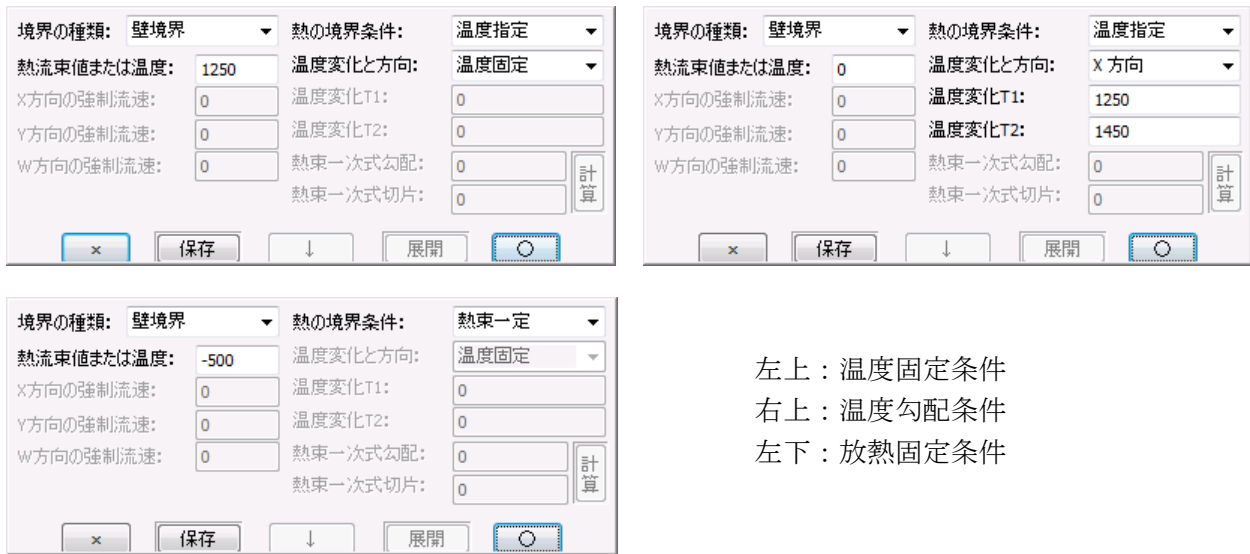 境界の種類: 壁境界 熱の境界条件: 温度指定
熱流束値または温度: 1250 温度変化と方向: 温度固定
X方向の強制流速: 0 温度変化T1: 0
Y方向の強制流速: 0 温度変化T2: 0
W方向の強制流速: 0 熱束一次式勾配: 0 計算
熱束一次式切片: 0
× 保存 ↓ 展開 ○
境界の種類: 壁境界 熱の境界条件: 温度指定
熱流束値または温度: 0 温度変化と方向: X 方向
X方向の強制流速: 0 温度変化T1: 1250
Y方向の強制流速: 0 温度変化T2: 1450
W方向の強制流速: 0 熱束一次式勾配: 0 計算
熱束一次式切片: 0
× 保存 ↓ 展開 ○
境界の種類: 壁境界 熱の境界条件: 熱束一定
熱流束値または温度: -500 温度変化と方向: 温度固定
X方向の強制流速: 0 温度変化T1: 0
Y方向の強制流速: 0 温度変化T2: 0
W方向の強制流速: 0 熱束一次式勾配: 0 計算
熱束一次式切片: 0
× 保存 ↓ 展開 ○
左上：温度固定条件
右上：温度勾配条件
左下：放熱固定条件